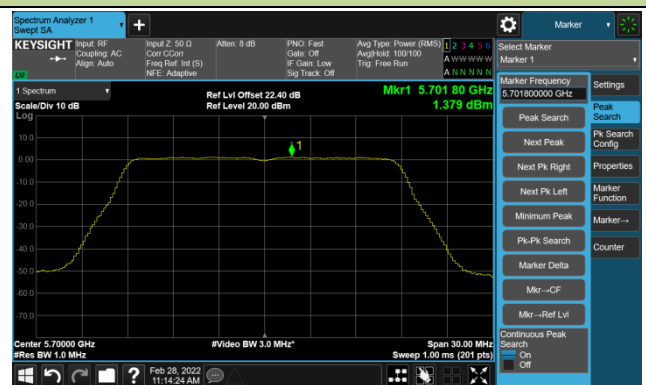 Spectrum Analyzer 1
Swept SA
Marker
KEYSIGHT
Input: RF
Coupling: AC
Align: Auto
Input Z: 50 Ω
Corr CCorr
Freq Ref: Int (S)
NFE: Adaptive
Atten: 8 dB
PNO: Fast
Gate: Off
IF Gain: Low
Sig Track: Off
Avg Type: Power (RMS)
Avg|Hold: 100/100
Trig: Free Run
1 2 3 4 5 6
A W W W W W
A N N N N N
LVI
Select Marker
Marker 1
1 Spectrum
Scale/Div 10 dB
Log
Ref Lvl Offset 22.40 dB
Ref Level 20.00 dBm
Mkr1 5.701 80 GHz
1.379 dBm
10.0
0.00
-10.0
-20.0
-30.0
-40.0
-50.0
-60.0
-70.0
1
Center 5.70000 GHz
#Res BW 1.0 MHz
#Video BW 3.0 MHz*
Span 30.00 MHz
Sweep 1.00 ms (201 pts)
Marker Frequency
5.701800000 GHz
Peak Search
Next Peak
Next Pk Right
Next Pk Left
Minimum Peak
Pk-Pk Search
Marker Delta
Mkr→CF
Mkr→Ref Lvl
Continuous Peak
Search
On
Off
Settings
Peak
Search
Pk Search
Config
Properties
Marker
Function
Marker→
Counter
Feb 28, 2022
11:14:24 AM